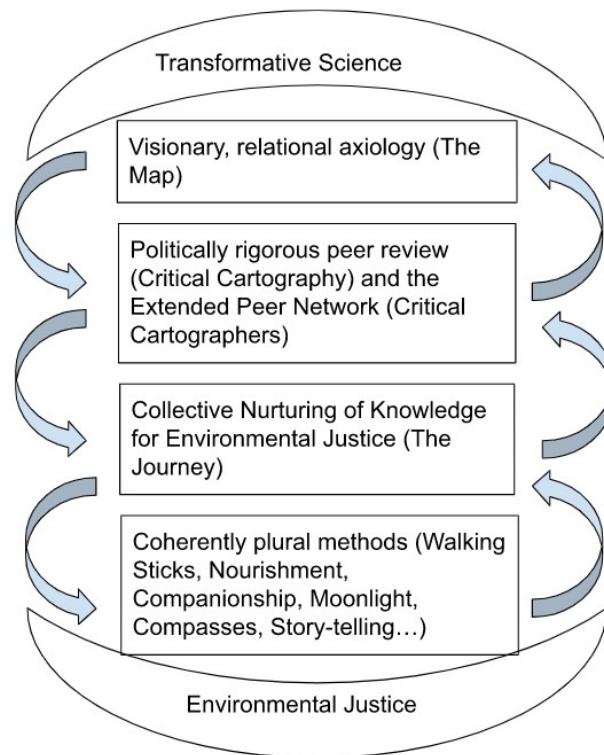 Transformative Science
Visionary, relational axiology (The
Map)
Politically rigorous peer review
(Critical Cartography) and the
Extended Peer Network (Critical
Cartographers)
Collective Nurturing of Knowledge
for Environmental Justice (The
Journey)
Coherently plural methods (Walking
Sticks, Nourishment,
Companionship, Moonlight,
Compasses, Story-telling…)
Environmental Justice